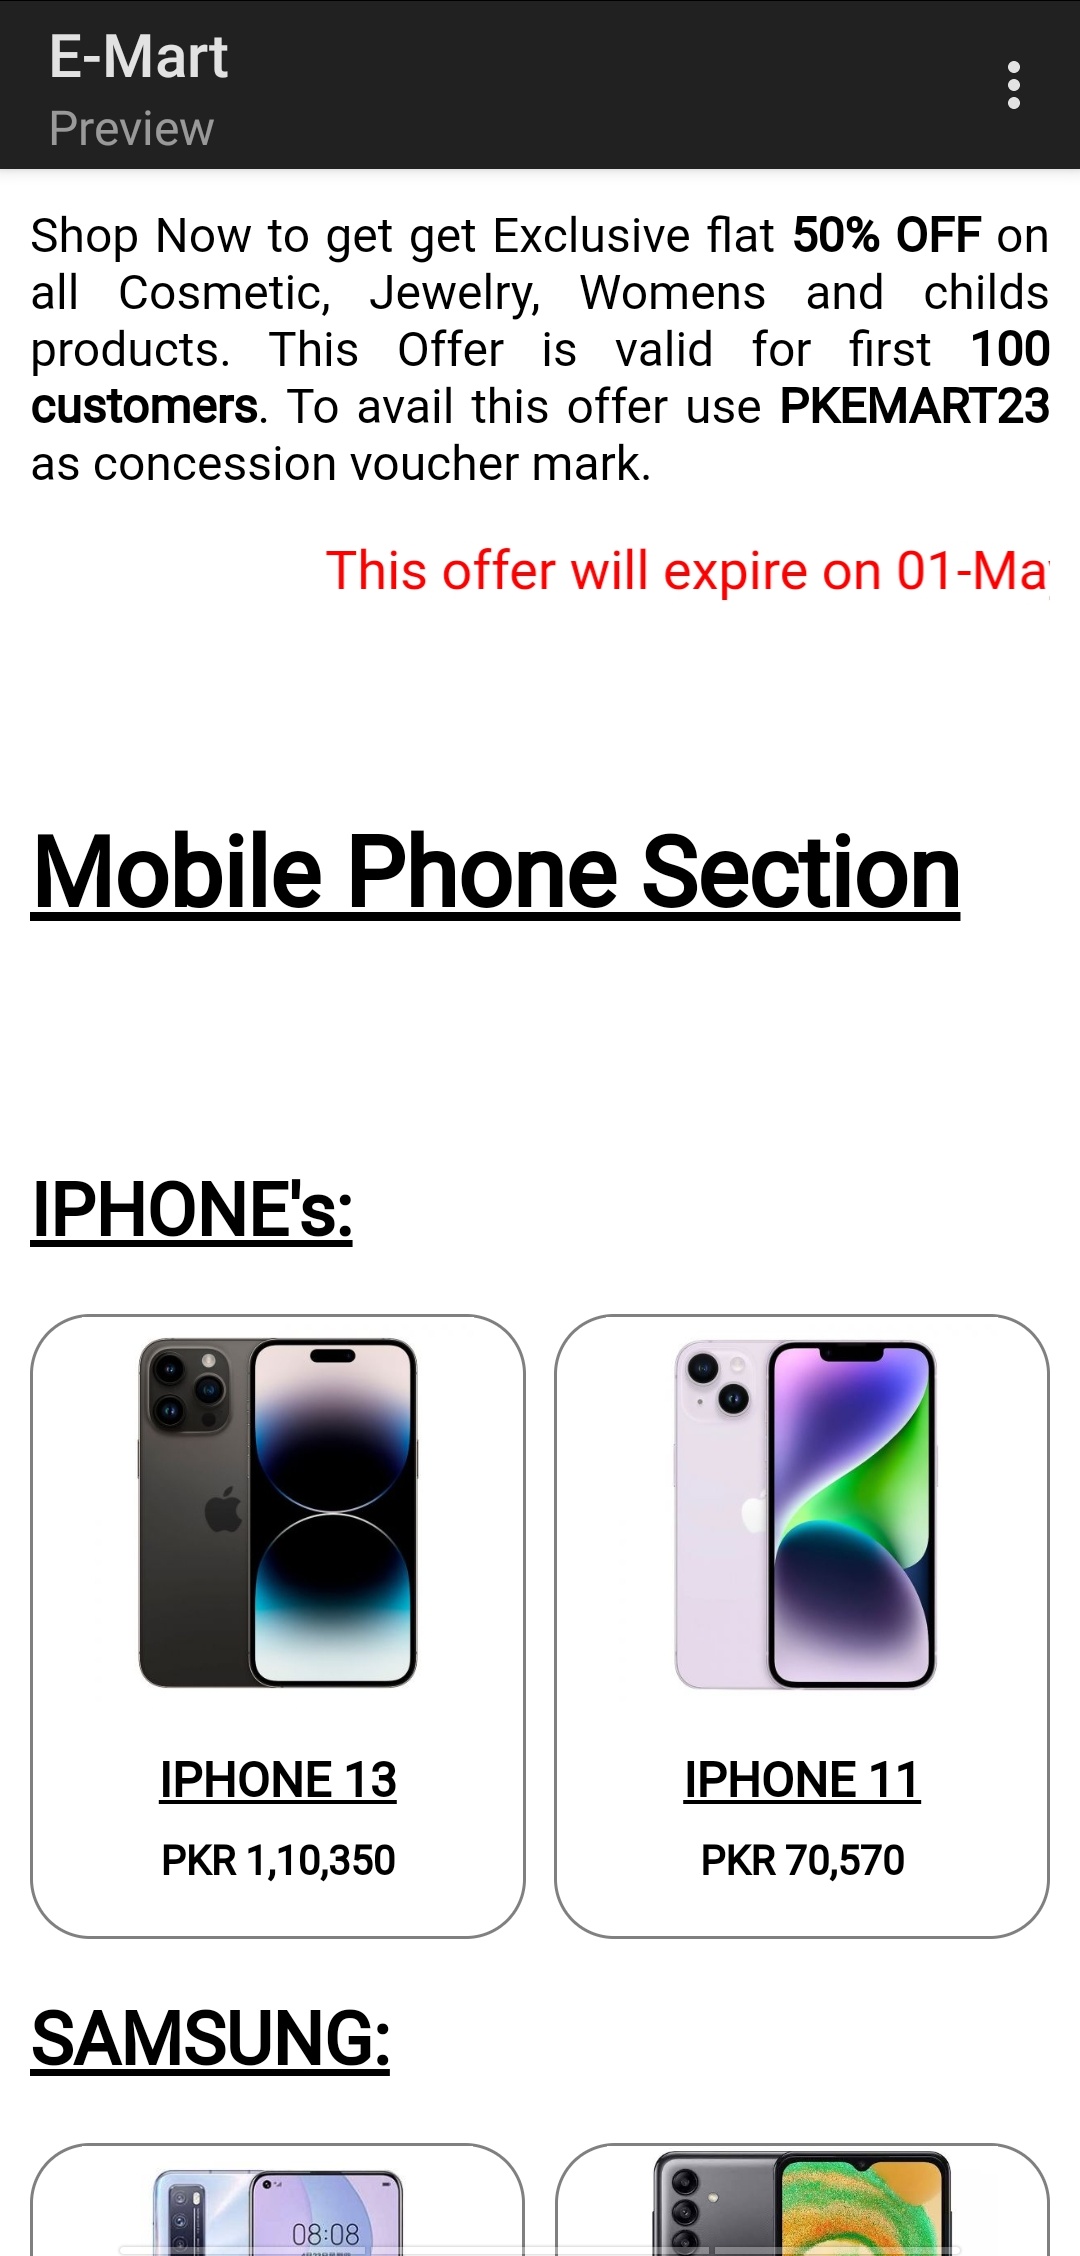 E-Mart
Preview
Shop Now to get get Exclusive flat 50% OFF on
all Cosmetic, Jewelry, Womens and childs
products. This Offer is valid for first 100
customers. To avail this offer use PKEMART23
as concession voucher mark.
This offer will expire on 01-May
Mobile Phone Section
IPHONE's:
IPHONE 13
PKR 1,10,350
IPHONE 11
PKR 70,570
SAMSUNG:
08:08